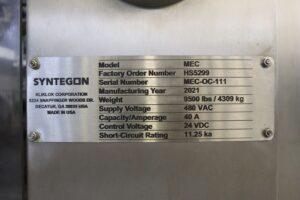 SYNTEGON
KLIKLOK CORPORATION
5224 SNAPFINGER WOODS DR.
DECATUR, GA 30035 USA
MADE IN USA
Model MEC
Factory Order Number HS5299
Serial Number MEC-OC-111
Manufacturing Year 2021
Weight 9500 lbs / 4309 kg
Supply Voltage 480 VAC
Capacity/Amperage 40 A
Control Voltage 24 VDC
Short-Circuit Rating 11.25 ka